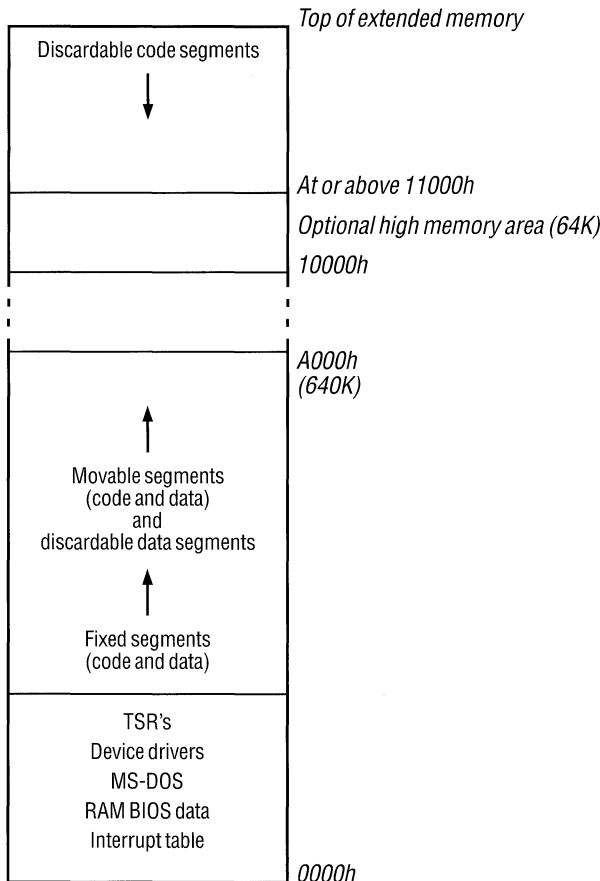 Top of extended memory
Discardable code segments
At or above 11000h
Optional high memory area (64K)
10000h
A000h
(640K)
Movable segments
(code and data)
and
discardable data segments
Fixed segments
(code and data)
TSR's
Device drivers
MS-DOS
RAM BIOS data
Interrupt table
0000h